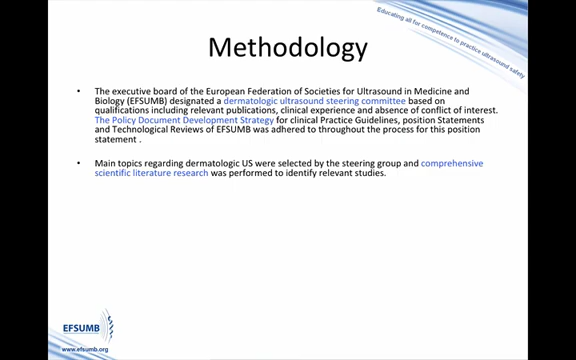 Educating all for competence to practice ultrasound safely
Methodology
• The executive board of the European Federation of Societies for Ultrasound in Medicine and
Biology (EFSUMB) designated a dermatologic ultrasound steering committee based on
qualifications including relevant publications, clinical experience and absence of conflict of interest.
The Policy Document Development Strategy for clinical Practice Guidelines, position Statements
and Technological Reviews of EFSUMB was adhered to throughout the process for this position
statement .
• Main topics regarding dermatologic US were selected by the steering group and comprehensive
scientific literature research was performed to identify relevant studies.
EFSUMB
www.efsumb.org